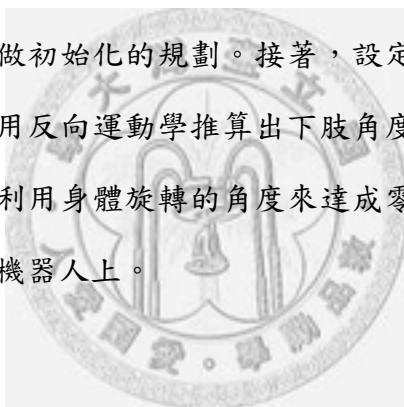 做初始化的規劃。接著，設定
用反向運動學推算出下肢角度
利用身體旋轉的角度來達成零
機器人上。